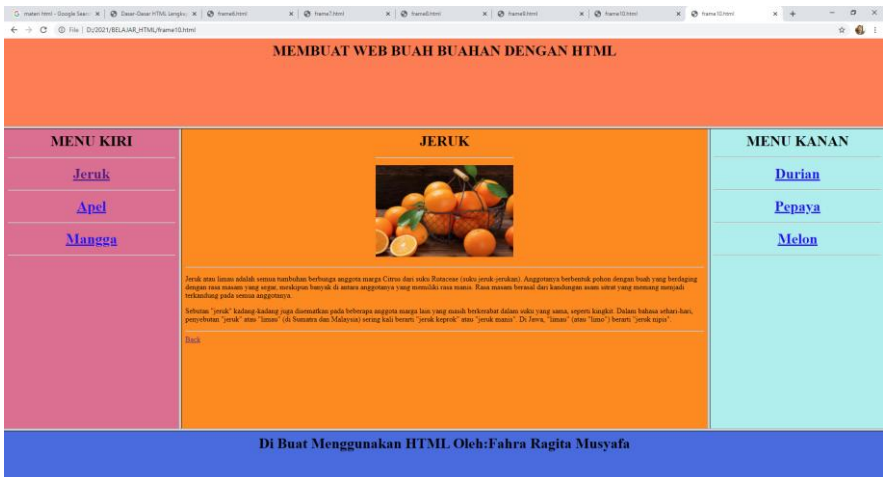 materi html - Google Sear
Dasar-Dasar HTML Lengka
frame6.html
frame7.html
frame8.html
frame9.html
frame10.html
frame10.html
File | D:/2021/BELAJAR_HTML/frame10.html
MEMBUAT WEB BUAH BUAHAN DENGAN HTML
MENU KIRI
Jeruk
Apel
Mangga
JERUK
Jeruk atau limau adalah semua tumbuhan berbunga anggota marga Citrus dari suku Rutaceae (suku jeruk-jerukan). Anggotanya berbentuk pohon dengan buah yang berdaging
dengan rasa masam yang segar, meskipun banyak di antara anggotanya yang memiliki rasa manis. Rasa masam berasal dari kandungan asam sitrat yang memang menjadi
terkandung pada semua anggotanya.
Sebutan "jeruk" kadang-kadang juga disematkan pada beberapa anggota marga lain yang masih berkerabat dalam suku yang sama, seperti kingkit. Dalam bahasa sehari-hari,
penyebutan "jeruk" atau "limau" (di Sumatra dan Malaysia) sering kali berarti "jeruk keprok" atau "jeruk manis". Di Jawa, "limau" (atau "limo") berarti "jeruk nipis".
Back
MENU KANAN
Durian
Pepaya
Melon
Di Buat Menggunakan HTML Oleh:Fahra Ragita Musyafa